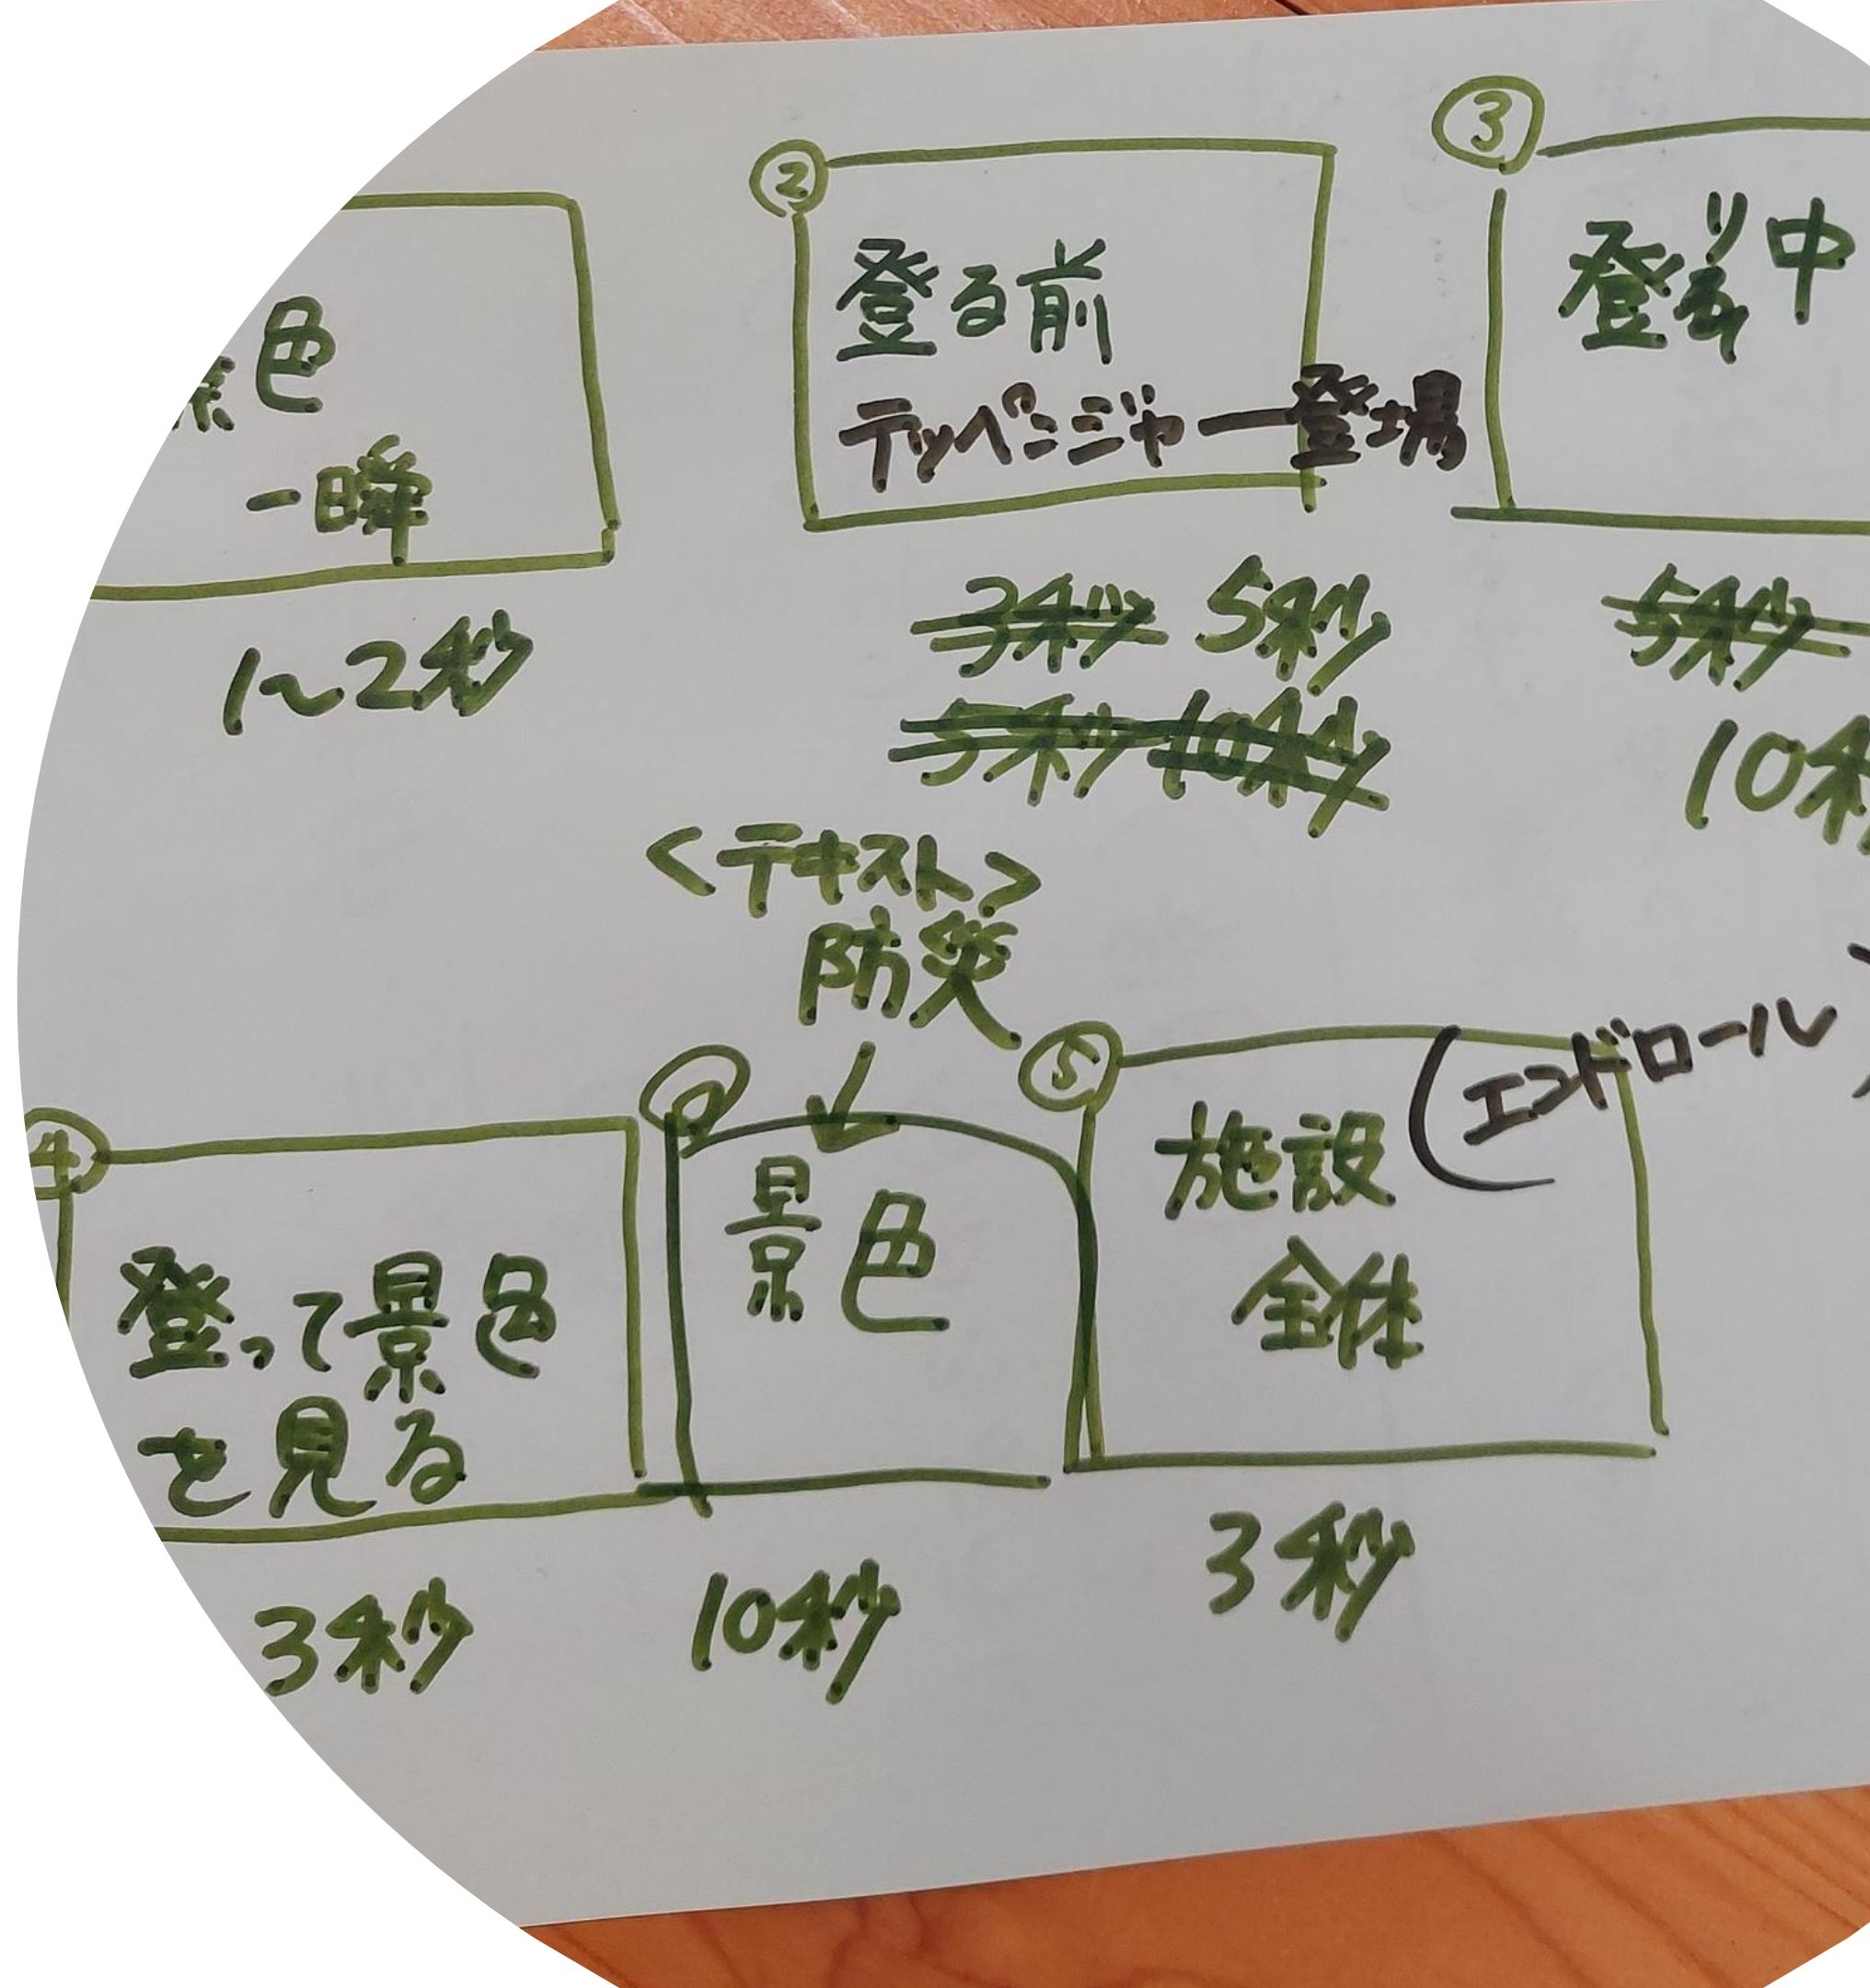 景色
一瞬
1〜2秒
②
登る前
テッペンジャー登場
3秒 5秒
5秒 10秒
③
登り中
5秒
10秒
<テキスト>
防災
④
登って景色
を見る
3秒
景色
10秒
⑤
(エンドロール)
施設
全体
3秒